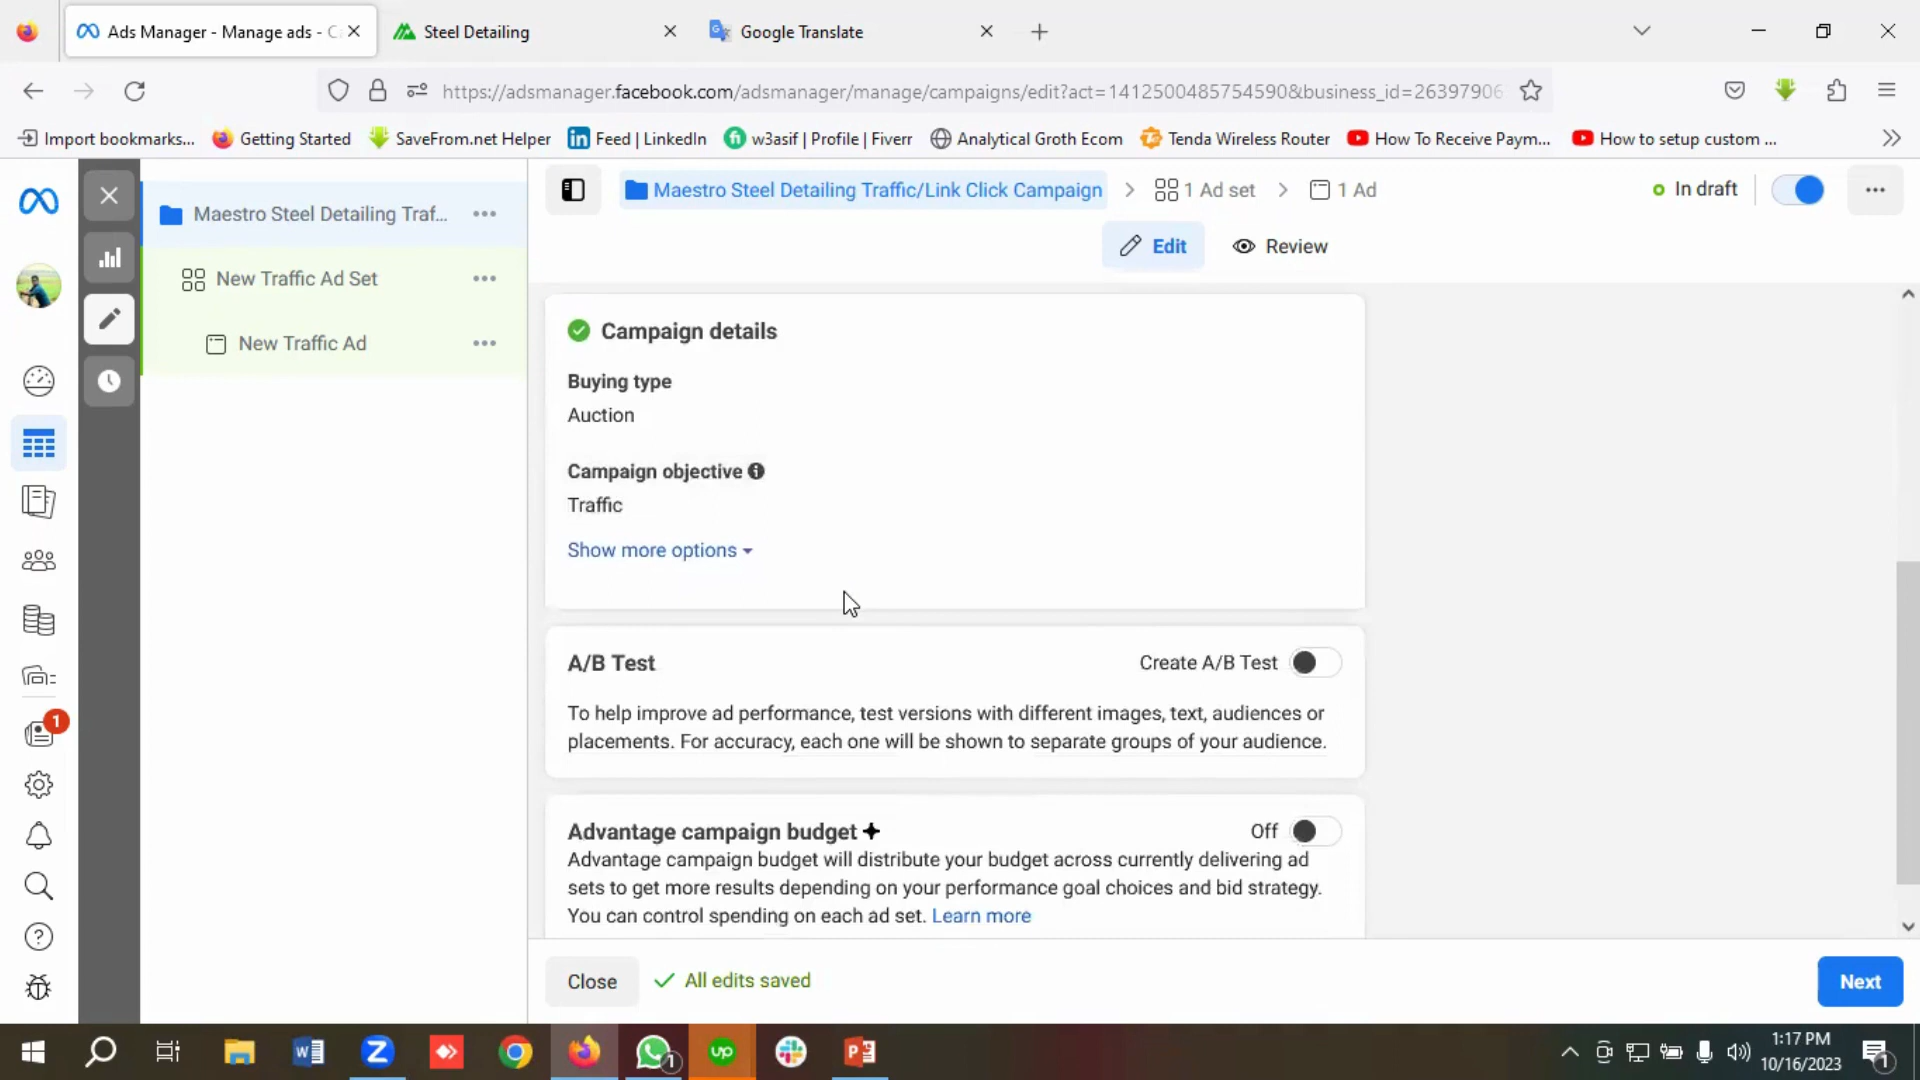 Ads Manager - Manage ads - C
Steel Detailing
Google Translate
https://adsmanager.facebook.com/adsmanager/manage/campaigns/edit?act=1412500485754590&business_id=26397906
Import bookmarks...
Getting Started
SaveFrom.net Helper
Feed | LinkedIn
w3asif | Profile | Fiverr
Analytical Groth Ecom
Tenda Wireless Router
How To Receive Paym...
How to setup custom ...
Maestro Steel Detailing Traf...
New Traffic Ad Set
New Traffic Ad
Maestro Steel Detailing Traffic/Link Click Campaign
1 Ad set
1 Ad
In draft
Edit
Review
Campaign details
Buying type
Auction
Campaign objective
Traffic
Show more options
A/B Test
Create A/B Test
To help improve ad performance, test versions with different images, text, audiences or
placements. For accuracy, each one will be shown to separate groups of your audience.
Advantage campaign budget
Off
Advantage campaign budget will distribute your budget across currently delivering ad
sets to get more results depending on your performance goal choices and bid strategy.
You can control spending on each ad set. Learn more
1
Close
All edits saved
Next
1
up
1:17 PM
10/16/2023
1